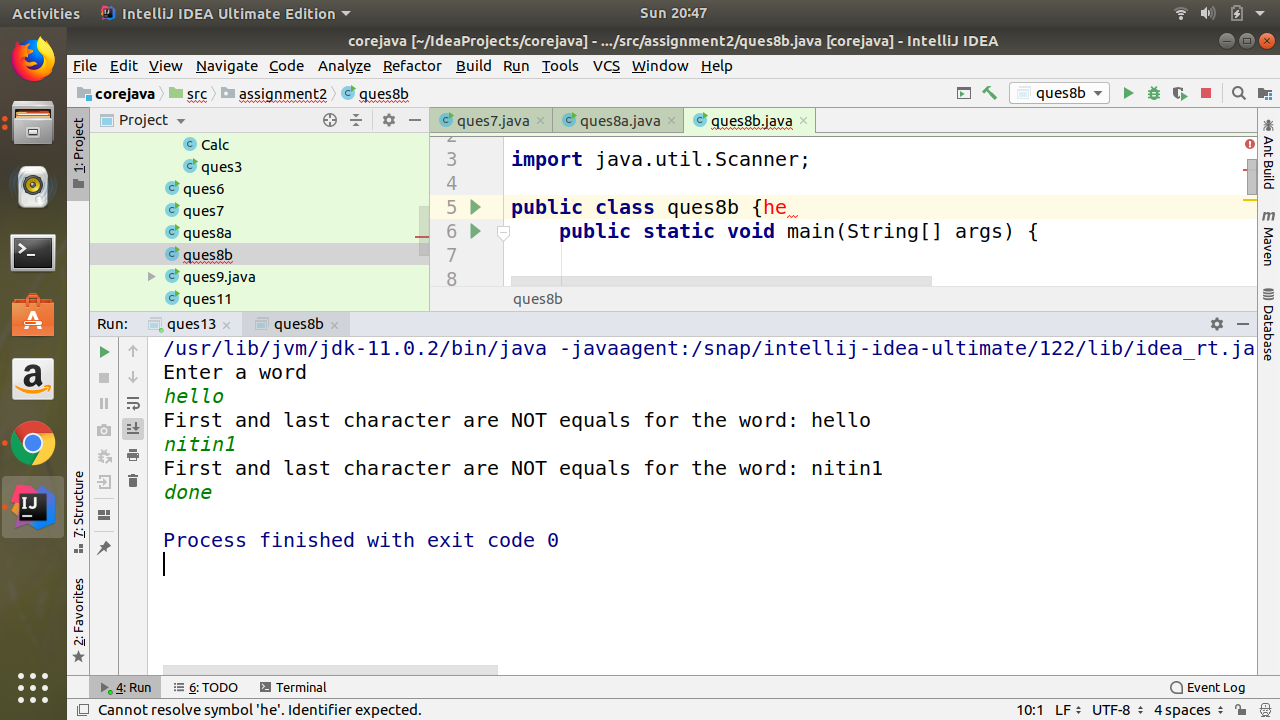 Activities IntelliJ IDEA Ultimate Edition Sun 20:47
corejava [~/IdeaProjects/corejava] - .../src/assignment2/ques8b.java [corejava] - IntelliJ IDEA
File Edit View Navigate Code Analyze Refactor Build Run Tools VCS Window Help
corejava src assignment2 ques8b ques8b
1: Project
Project
ques7.java ques8a.java ques8b.java
Calc
ques3
ques6
ques7
ques8a
ques8b
ques9.java
ques11
2
3 import java.util.Scanner;
4
5 public class ques8b {he
6 public static void main(String[] args) {
7
8
ques8b
Ant Build
m Maven
Database
Run: ques13 ques8b
/usr/lib/jvm/jdk-11.0.2/bin/java -javaagent:/snap/intellij-idea-ultimate/122/lib/idea_rt.ja
Enter a word
hello
First and last character are NOT equals for the word: hello
nitin1
First and last character are NOT equals for the word: nitin1
done
Process finished with exit code 0
7: Structure
2: Favorites
4: Run 6: TODO Terminal Event Log
Cannot resolve symbol 'he'. Identifier expected. 10:1 LF UTF-8 4 spaces